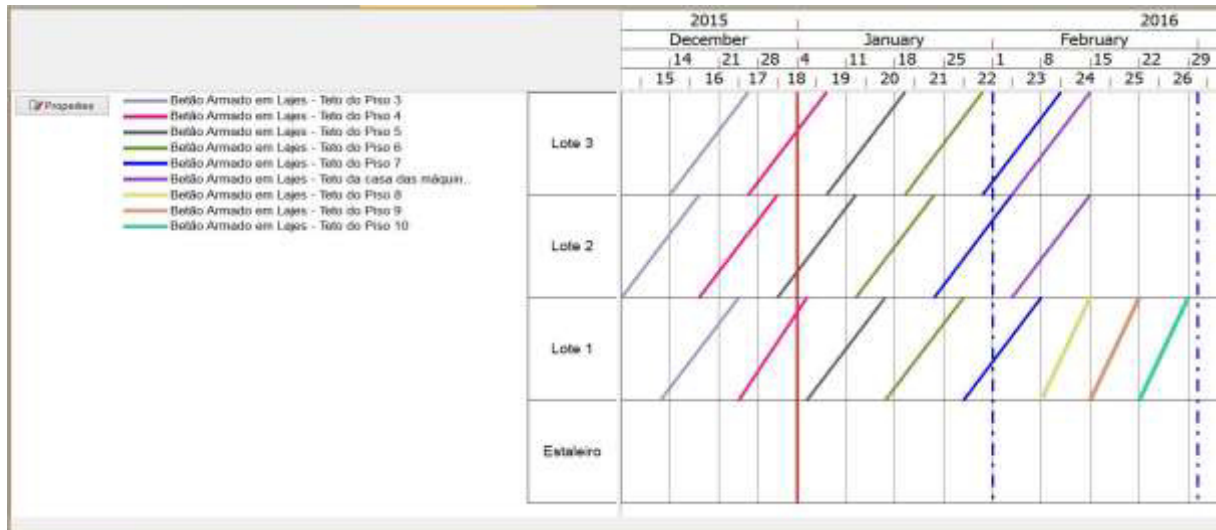 2015 2016
December January February
14 21 28 4 11 18 25 1 8 15 22 29
15 16 17 18 19 20 21 22 23 24 25 26
Properties
Betão Armado em Lajes - Teto do Piso 3
Betão Armado em Lajes - Teto do Piso 4
Betão Armado em Lajes - Teto do Piso 5
Betão Armado em Lajes - Teto do Piso 6
Betão Armado em Lajes - Teto do Piso 7
Betão Armado em Lajes - Teto da casa das máquin...
Betão Armado em Lajes - Teto do Piso 8
Betão Armado em Lajes - Teto do Piso 9
Betão Armado em Lajes - Teto do Piso 10
Lote 3
Lote 2
Lote 1
Estaleiro